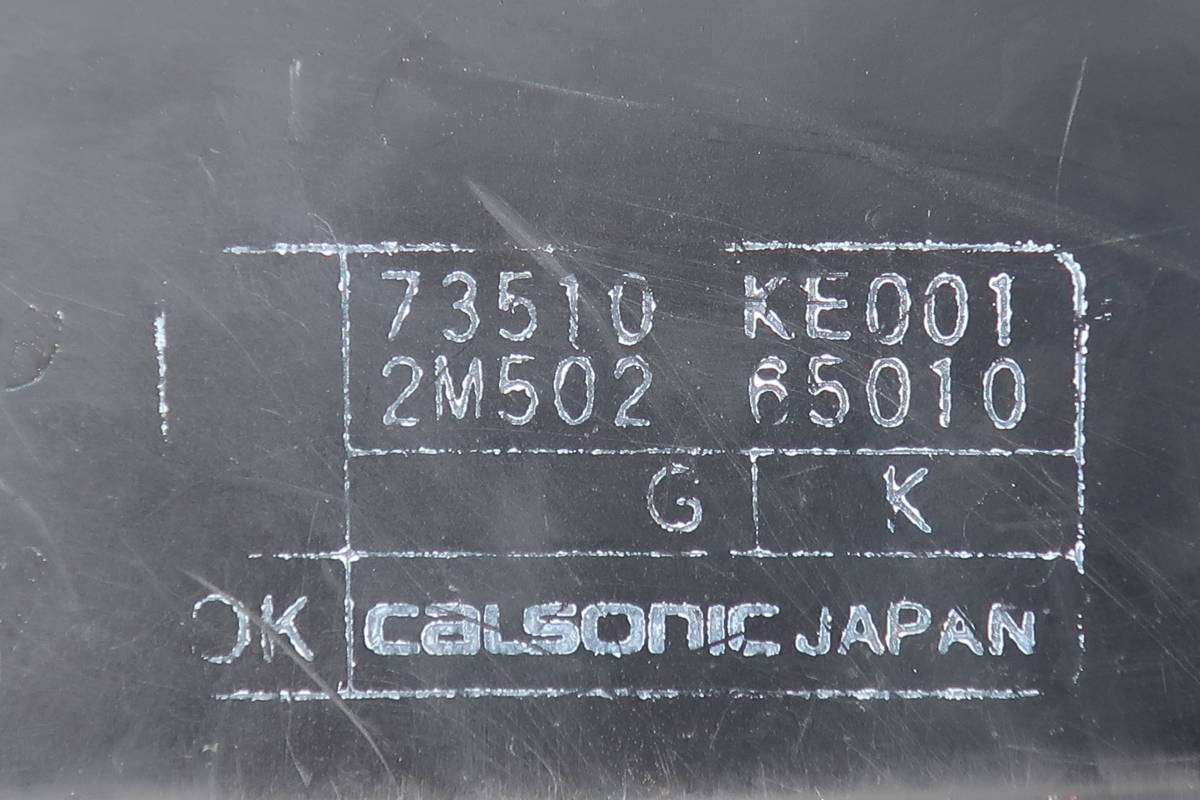 73510 KE001
2M502 65010
G K
OK calsonic JAPAN